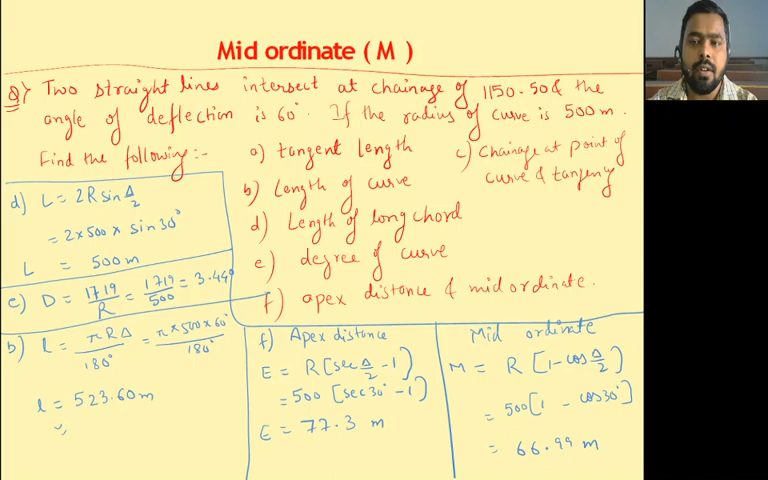 Mid ordinate ( M )
Q) Two straight lines intersect at chainage of 1150.50 & the
angle of deflection is 60°. If the radius of curve is 500 m.
Find the following:-
a) tangent length
c) Chainage at point of
curve & tangeny
b) Length of curve
d) Length of long chord
e) degree of curve
f) apex distance & mid ordinate.
d) L = 2R sin Δ/2
= 2 × 500 × sin 30°
L = 500 m
e) D = 1719/R = 1719/500 = 3.44°
b) l = πRΔ/180° = π × 500 × 60°/180°
l = 523.60 m
f) Apex distance
E = R [sec Δ/2 - 1]
= 500 [sec 30° - 1]
E = 77.3 m
Mid ordinate
M = R [1 - cos Δ/2]
= 500 [1 - cos 30°]
= 66.99 m